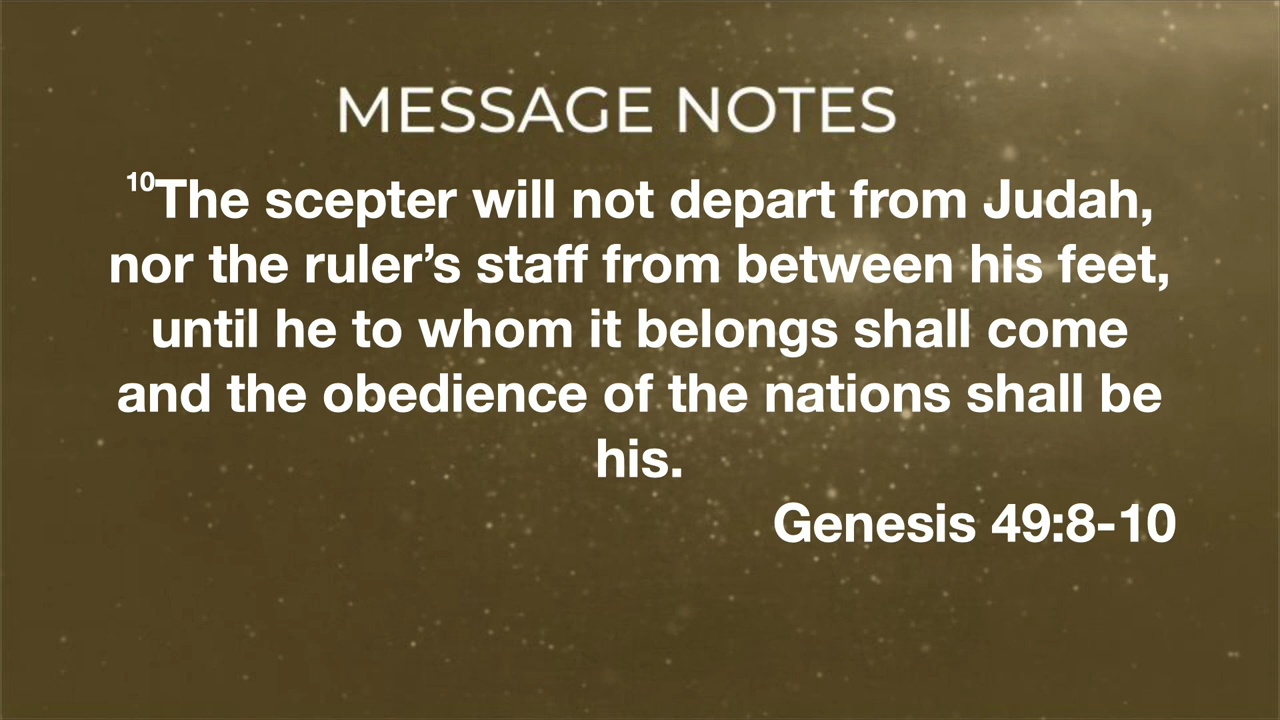 MESSAGE NOTES
10The scepter will not depart from Judah,
nor the ruler’s staff from between his feet,
until he to whom it belongs shall come
and the obedience of the nations shall be
his.
Genesis 49:8-10